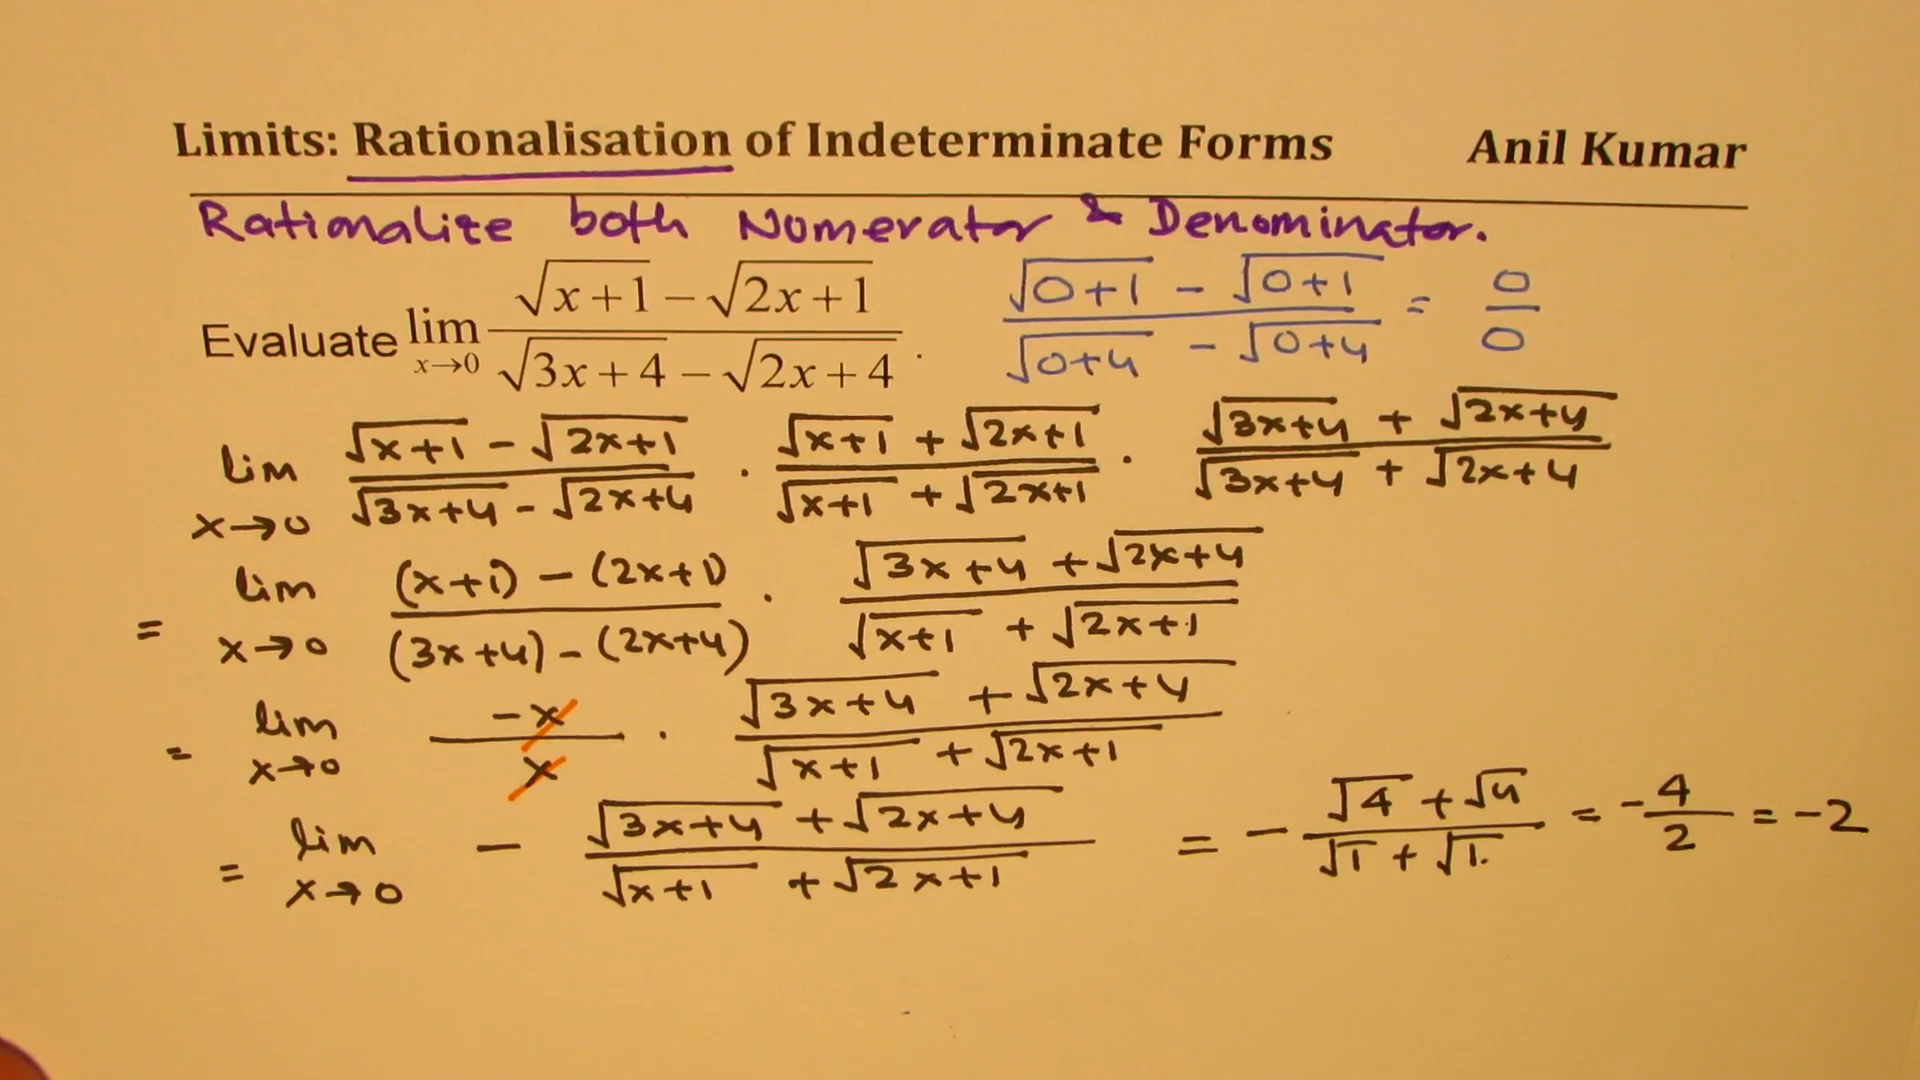 Limits: Rationalisation of Indeterminate Forms Anil Kumar
Rationalize both Numerator & Denominator.
Evaluate lim x→0 (√(x+1) − √(2x+1)) / (√(3x+4) − √(2x+4)). (√(0+1) − √(0+1)) / (√(0+4) − √(0+4)) = 0/0
lim x→0 (√(x+1) − √(2x+1)) / (√(3x+4) − √(2x+4)) · (√(x+1) + √(2x+1)) / (√(x+1) + √(2x+1)) · (√(3x+4) + √(2x+4)) / (√(3x+4) + √(2x+4))
= lim x→0 ((x+1) − (2x+1)) / ((3x+4) − (2x+4)) · (√(3x+4) + √(2x+4)) / (√(x+1) + √(2x+1))
= lim x→0 −x / x · (√(3x+4) + √(2x+4)) / (√(x+1) + √(2x+1))
= lim x→0 − (√(3x+4) + √(2x+4)) / (√(x+1) + √(2x+1)) = − (√4 + √4) / (√1 + √1) = −4/2 = −2